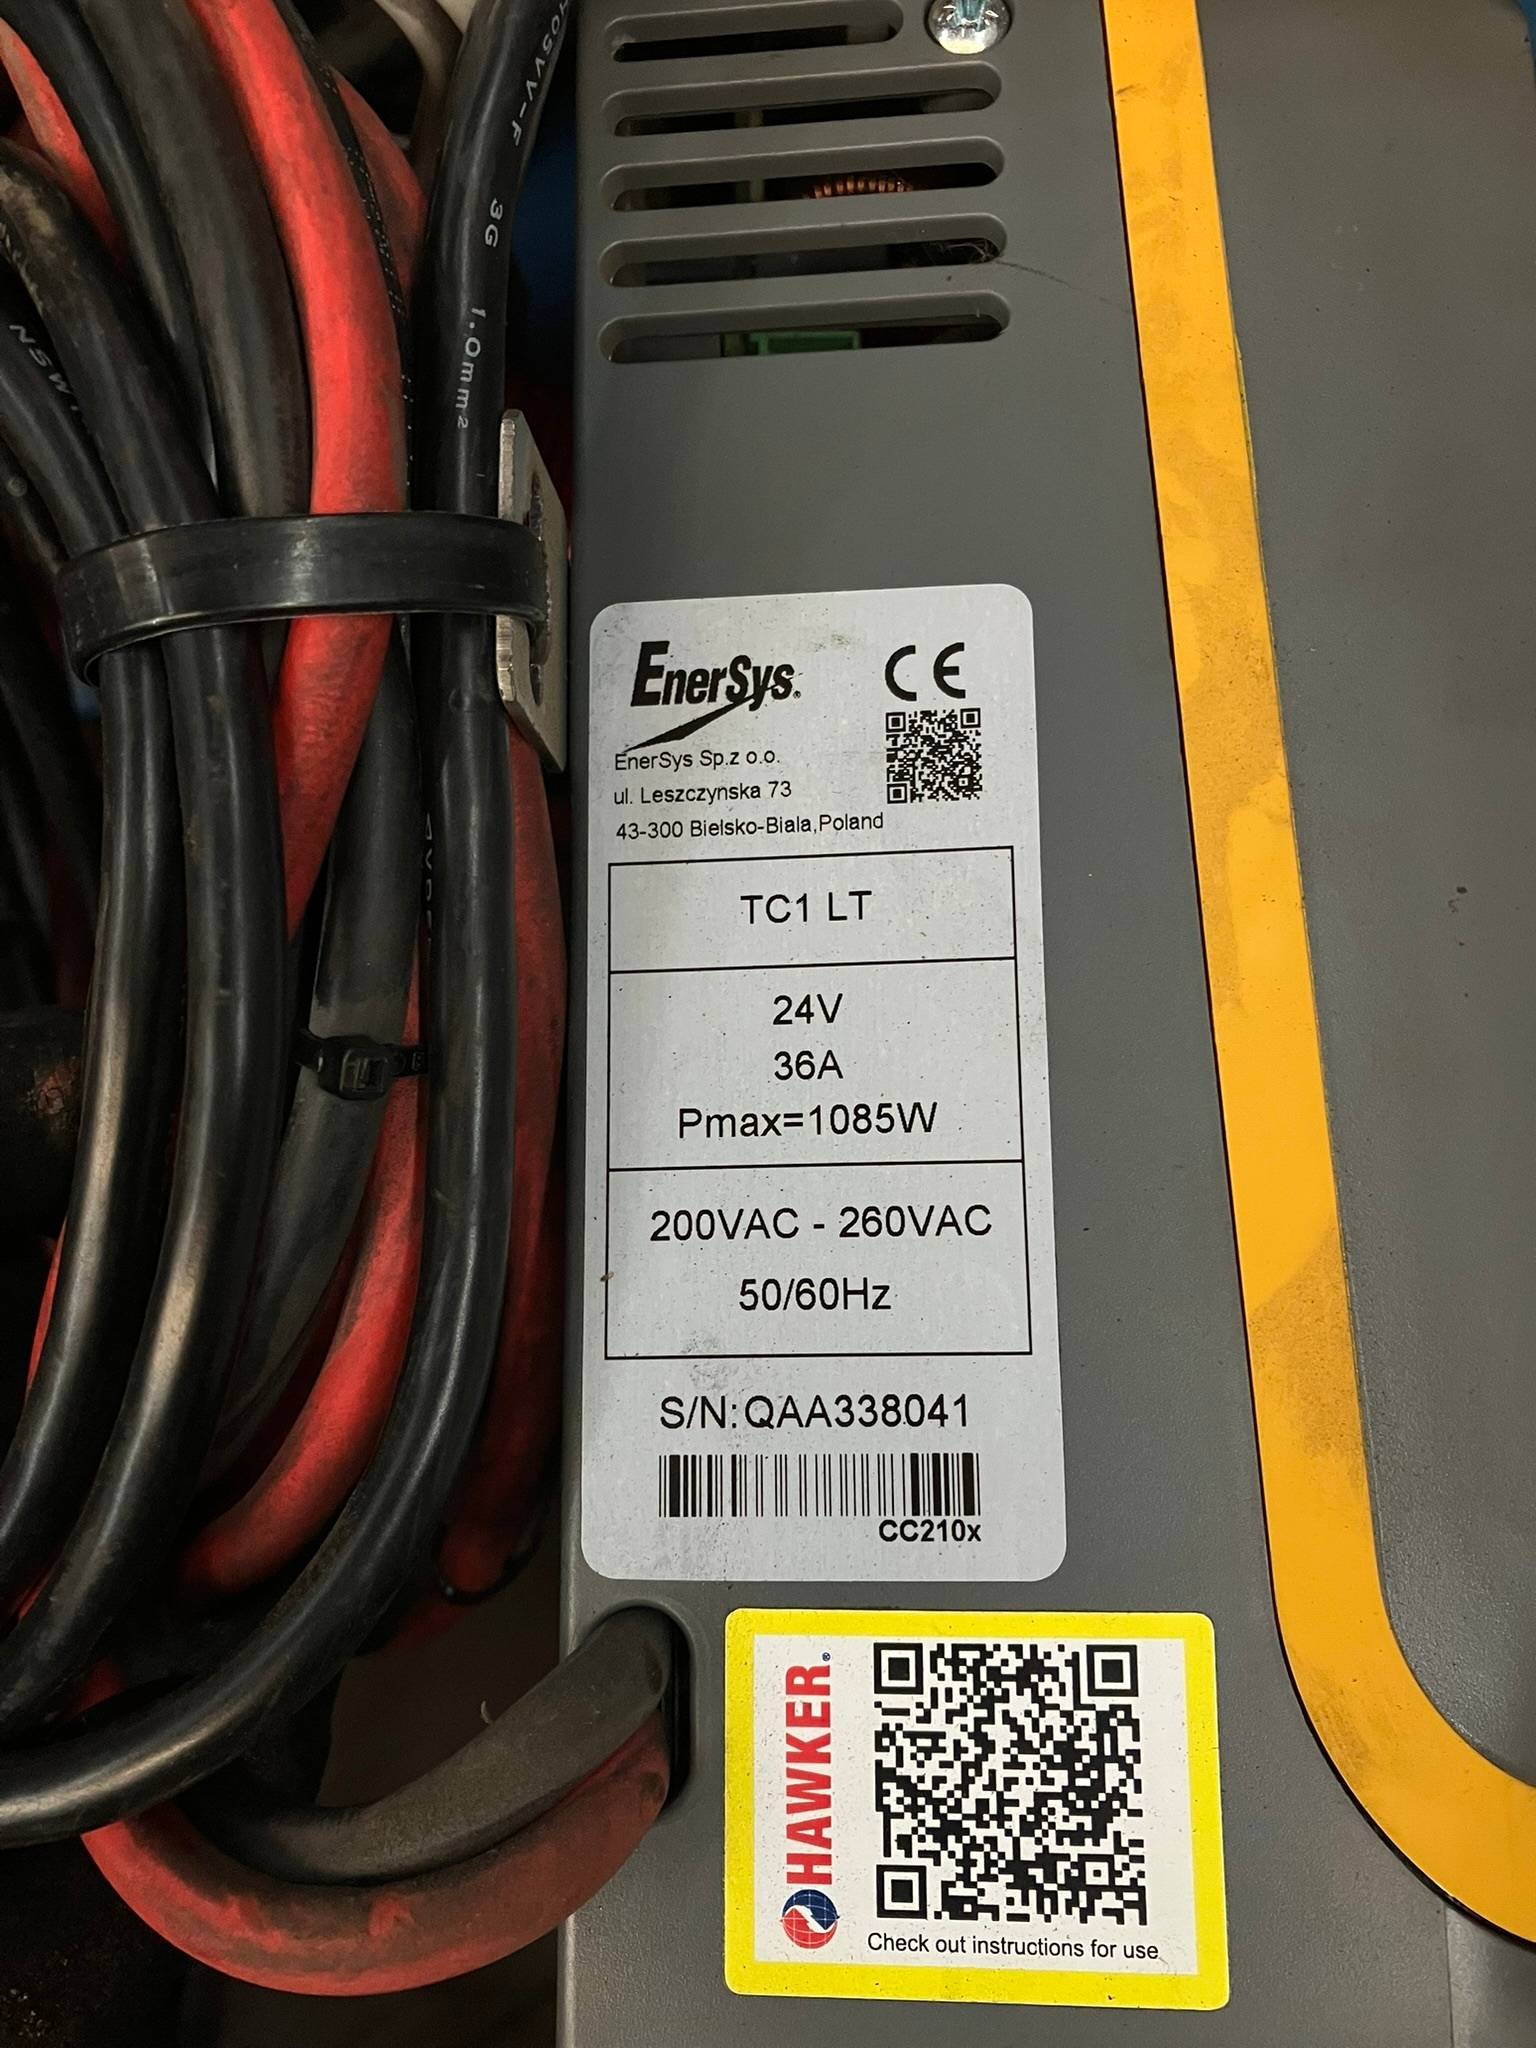 H05VV-F 3G 1.0mm2
EnerSys®
CE
EnerSys Sp.z o.o.
ul. Leszczynska 73
43-300 Bielsko-Biala,Poland
TC1 LT
24V
36A
Pmax=1085W
200VAC - 260VAC
50/60Hz
S/N:QAA338041
CC210x
HAWKER®
Check out instructions for use